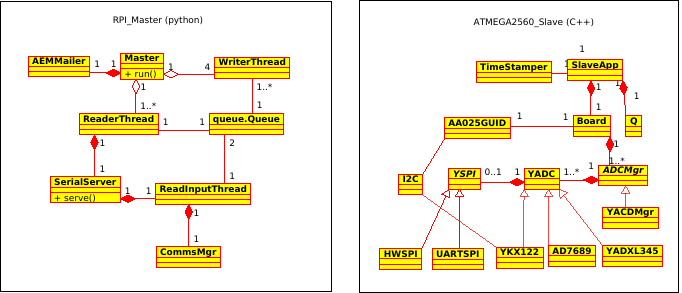 RPI_Master (python)
AEMMailer
1
1
Master
+ run()
1
4
WriterThread
1
1..*
1..*
1
ReaderThread
1
1
queue.Queue
1
2
1
1
SerialServer
+ serve()
1
1
ReadInputThread
1
1
CommsMgr
ATMEGA2560_Slave (C++)
1
TimeStamper
1
SlaveApp
1
1
1
1
AA025GUID
1
1
Board
Q
1
1..*
I2C
YSPI
0..1
1
YADC
1..*
1
ADCMgr
YACDMgr
HWSPI
UARTSPI
YKX122
AD7689
YADXL345